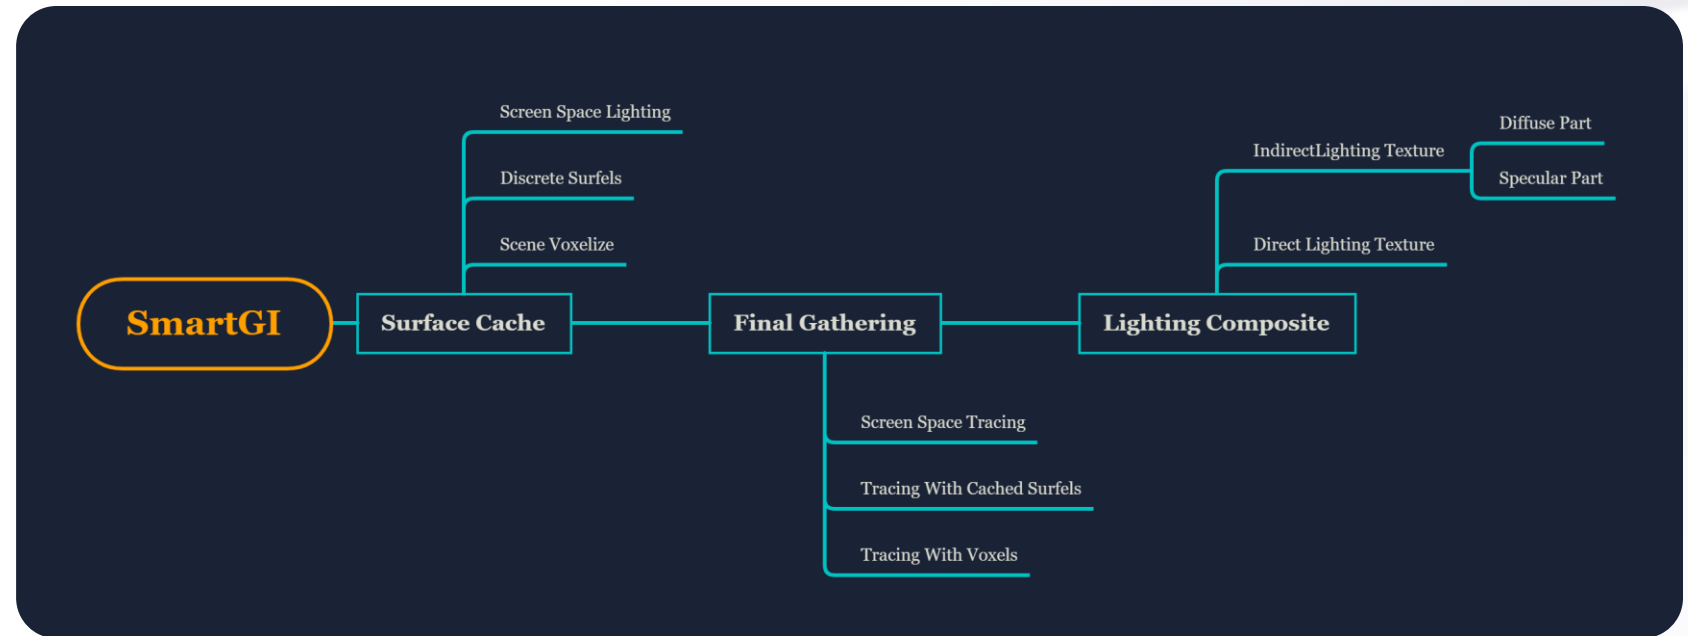 SmartGI
Surface Cache
Screen Space Lighting
Discrete Surfels
Scene Voxelize
Final Gathering
Screen Space Tracing
Tracing With Cached Surfels
Tracing With Voxels
Lighting Composite
IndirectLighting Texture
Diffuse Part
Specular Part
Direct Lighting Texture